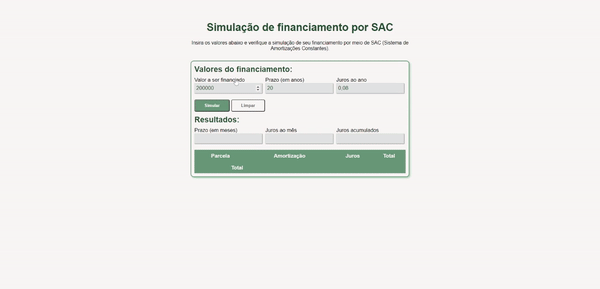 Simulação de financiamento por SAC
Insira os valores abaixo e verifique a simulação de seu financiamento por meio de SAC (Sistema de
Amortizações Constantes).
Valores do financiamento:
Valor a ser financindo Prazo (em anos) Juros ao ano
200000 20 0,08
Simular Limpar
Resultados:
Prazo (em meses) Juros ao mês Juros acumulados
Parcela Amortização Juros Total
Total